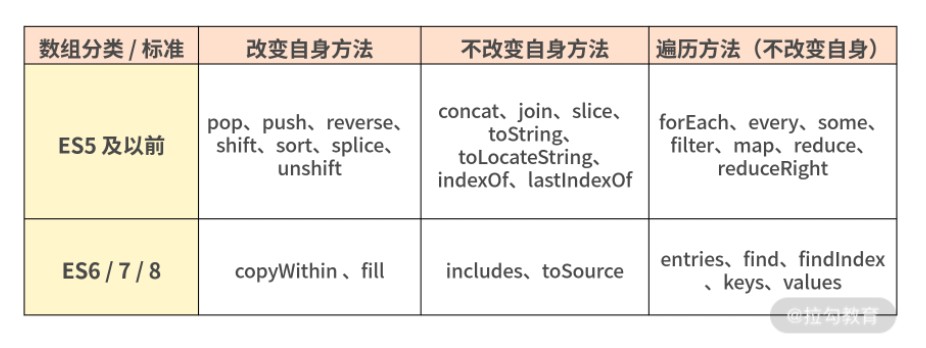 数组分类 / 标准
改变自身方法
不改变自身方法
遍历方法（不改变自身）
ES5 及以前
pop、push、reverse、
shift、sort、splice、
unshift
concat、join、slice、
toString、
toLocateString、
indexOf、lastIndexOf
forEach、every、some、
filter、map、reduce、
reduceRight
ES6 / 7 / 8
copyWithin 、fill
includes、toSource
entries、find、findIndex
、keys、values
@拉勾教育